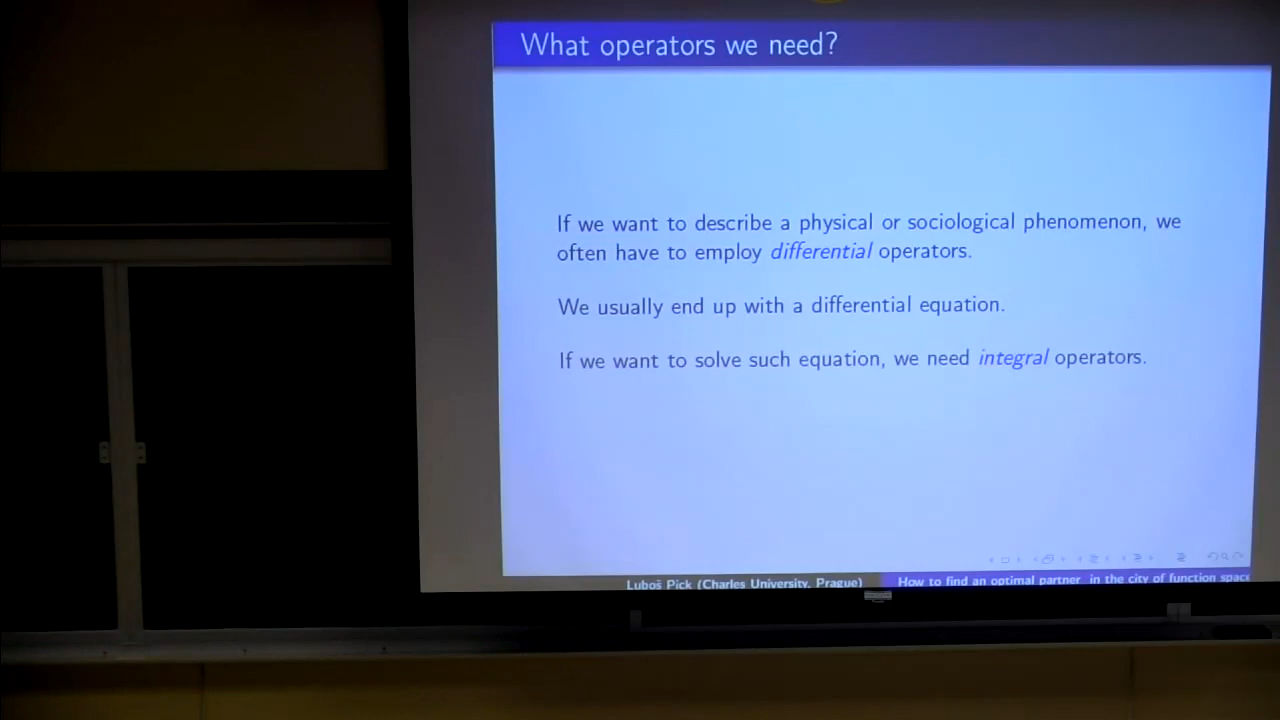 What operators we need?
If we want to describe a physical or sociological phenomenon, we
often have to employ differential operators.
We usually end up with a differential equation.
If we want to solve such equation, we need integral operators.
Luboš Pick (Charles University, Prague)
How to find an optimal partner in the city of function space